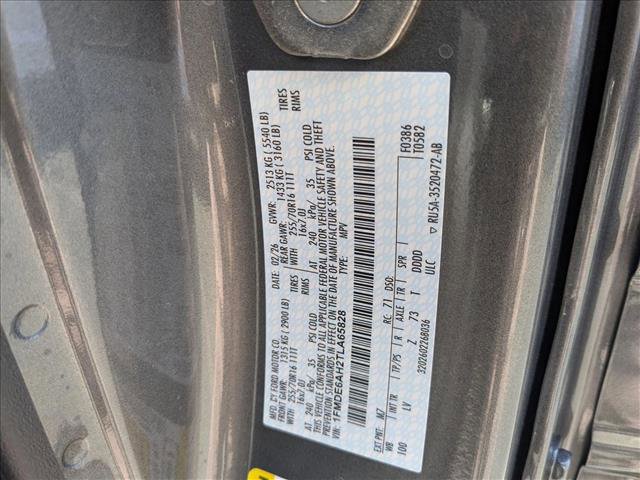 MFD. BY FORD MOTOR CO.
DATE: 02/26 GVWR: 2513 KG ( 5540 LB)
FRONT GAWR: 1315 KG ( 2900 LB) REAR GAWR: 1433 KG ( 3160 LB)
WITH 255/70R16 111T TIRES WITH 255/70R16 111T TIRES
16x7.0J RIMS 16x7.0J RIMS
AT 240 kPa/ 35 PSI COLD AT 240 kPa/ 35 PSI COLD
THIS VEHICLE CONFORMS TO ALL APPLICABLE FEDERAL MOTOR VEHICLE SAFETY AND THEFT
PREVENTION STANDARDS IN EFFECT ON THE DATE OF MANUFACTURE SHOWN ABOVE.
VIN: 1FMDE6AH2TLA65828 TYPE: MPV
F0386
T0582
EXT PNT: M7 RC: 71 DSO:
WB INT TR TP/PS R AXLE TR SPR
100 LV Z 73 T DDDD
ULC
3202602268036
▽ RU5A-3520472-AB